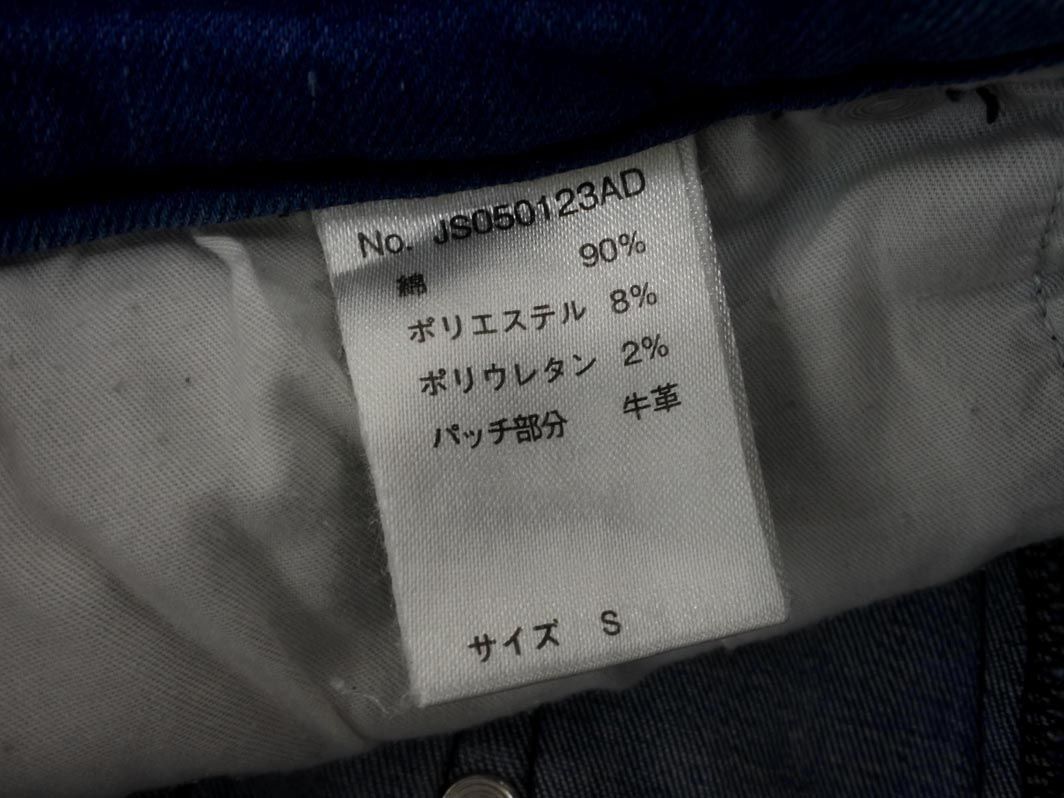 No. JS050123AD
綿 90%
ポリエステル 8%
ポリウレタン 2%
パッチ部分 牛革
サイズ S